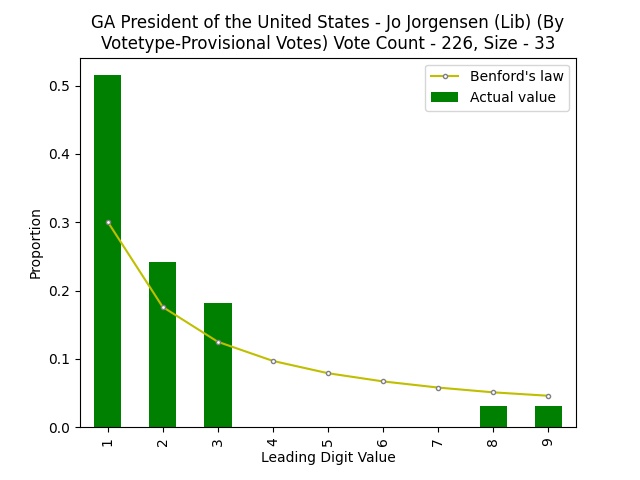 GA President of the United States - Jo Jorgensen (Lib) (By
Votetype-Provisional Votes) Vote Count - 226, Size - 33
Benford's law
Actual value
0.5
0.4
0.3
0.2
0.1
0.0
Proportion
1 2 3 4 5 6 7 8 9
Leading Digit Value